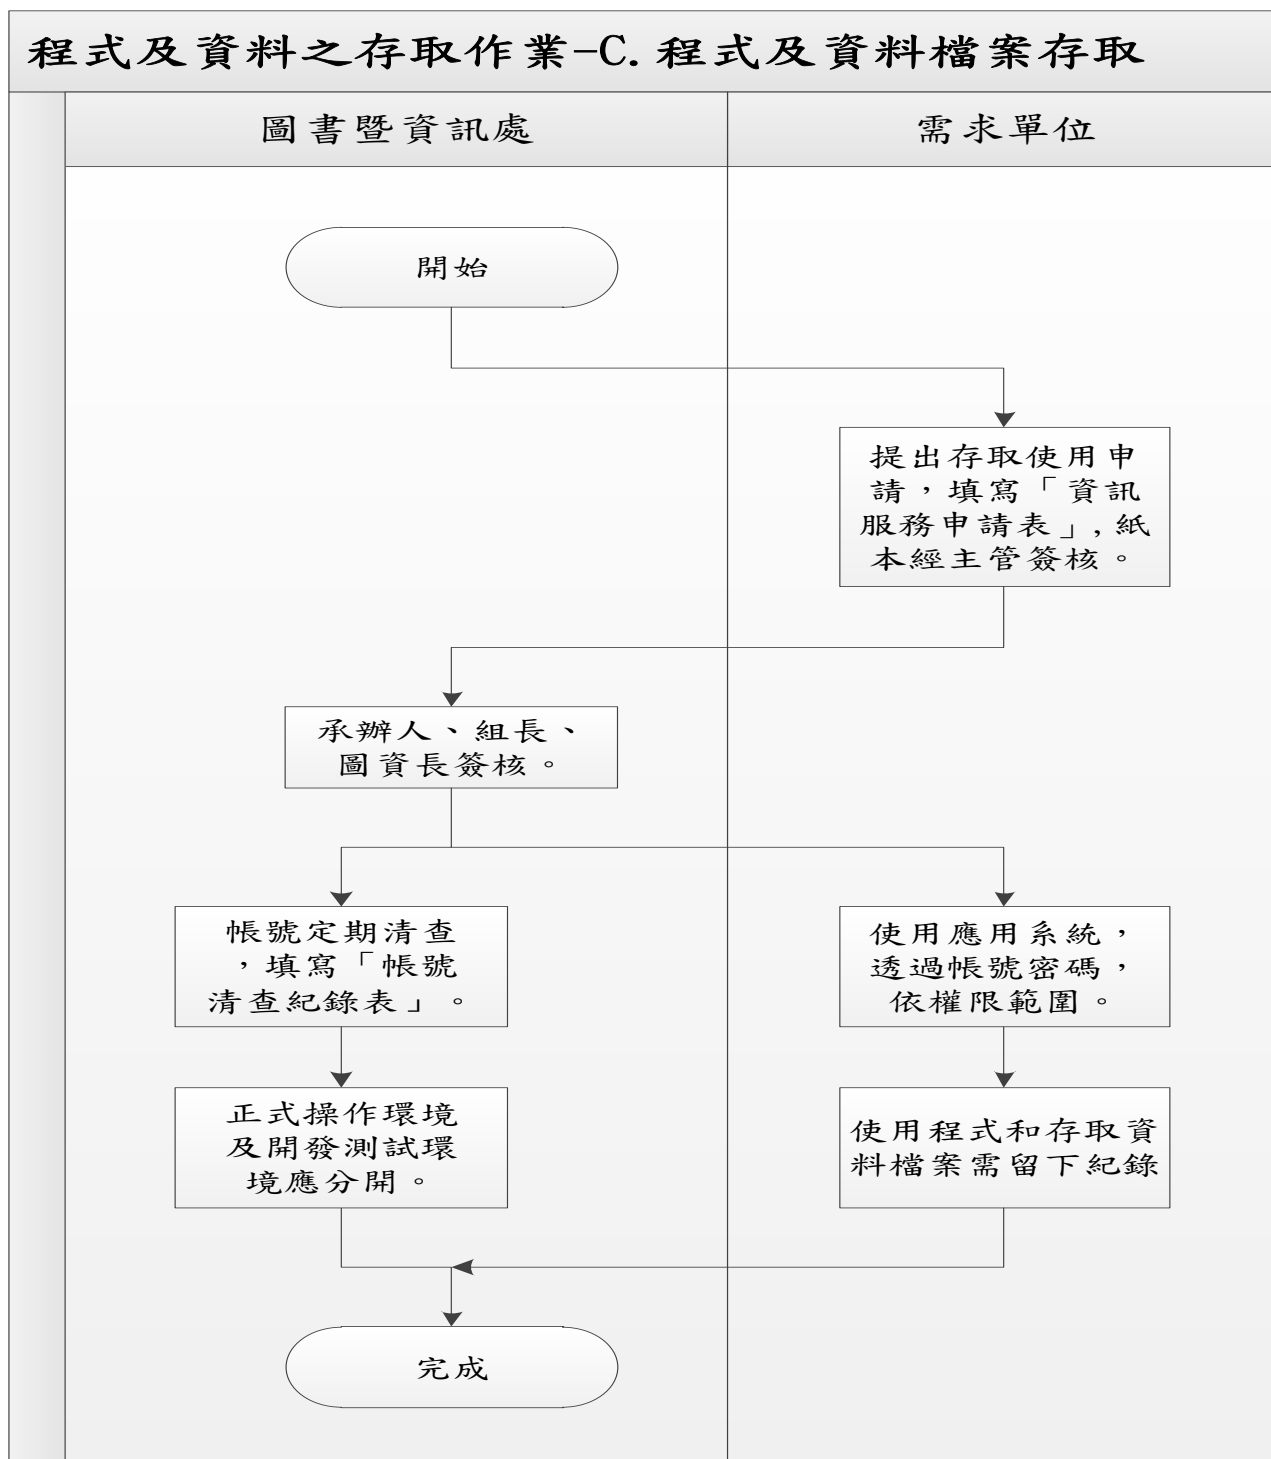 程式及資料之存取作業-C.程式及資料檔案存取
圖書暨資訊處
需求單位
開始
提出存取使用申
請，填寫「資訊
服務申請表」,紙
本經主管簽核。
承辦人、組長、
圖資長簽核。
帳號定期清查
，填寫「帳號
清查紀錄表」。
使用應用系統，
透過帳號密碼，
依權限範圍。
正式操作環境
及開發測試環
境應分開。
使用程式和存取資
料檔案需留下紀錄
完成